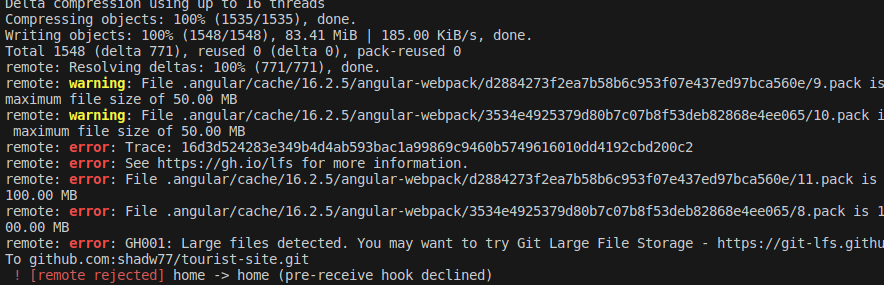 Delta compression using up to 16 threads
Compressing objects: 100% (1535/1535), done.
Writing objects: 100% (1548/1548), 83.41 MiB | 185.00 KiB/s, done.
Total 1548 (delta 771), reused 0 (delta 0), pack-reused 0
remote: Resolving deltas: 100% (771/771), done.
remote: warning: File .angular/cache/16.2.5/angular-webpack/d2884273f2ea7b58b6c953f07e437ed97bca560e/9.pack is
maximum file size of 50.00 MB
remote: warning: File .angular/cache/16.2.5/angular-webpack/3534e4925379d80b7c07b8f53deb82868e4ee065/10.pack i
maximum file size of 50.00 MB
remote: error: Trace: 16d3d524283e349b4d4ab593bac1a99869c9460b5749616010dd4192cbd200c2
remote: error: See https://gh.io/lfs for more information.
remote: error: File .angular/cache/16.2.5/angular-webpack/d2884273f2ea7b58b6c953f07e437ed97bca560e/11.pack is
100.00 MB
remote: error: File .angular/cache/16.2.5/angular-webpack/3534e4925379d80b7c07b8f53deb82868e4ee065/8.pack is 1
00.00 MB
remote: error: GH001: Large files detected. You may want to try Git Large File Storage - https://git-lfs.githu
To github.com:shadw77/tourist-site.git
! [remote rejected] home -> home (pre-receive hook declined)